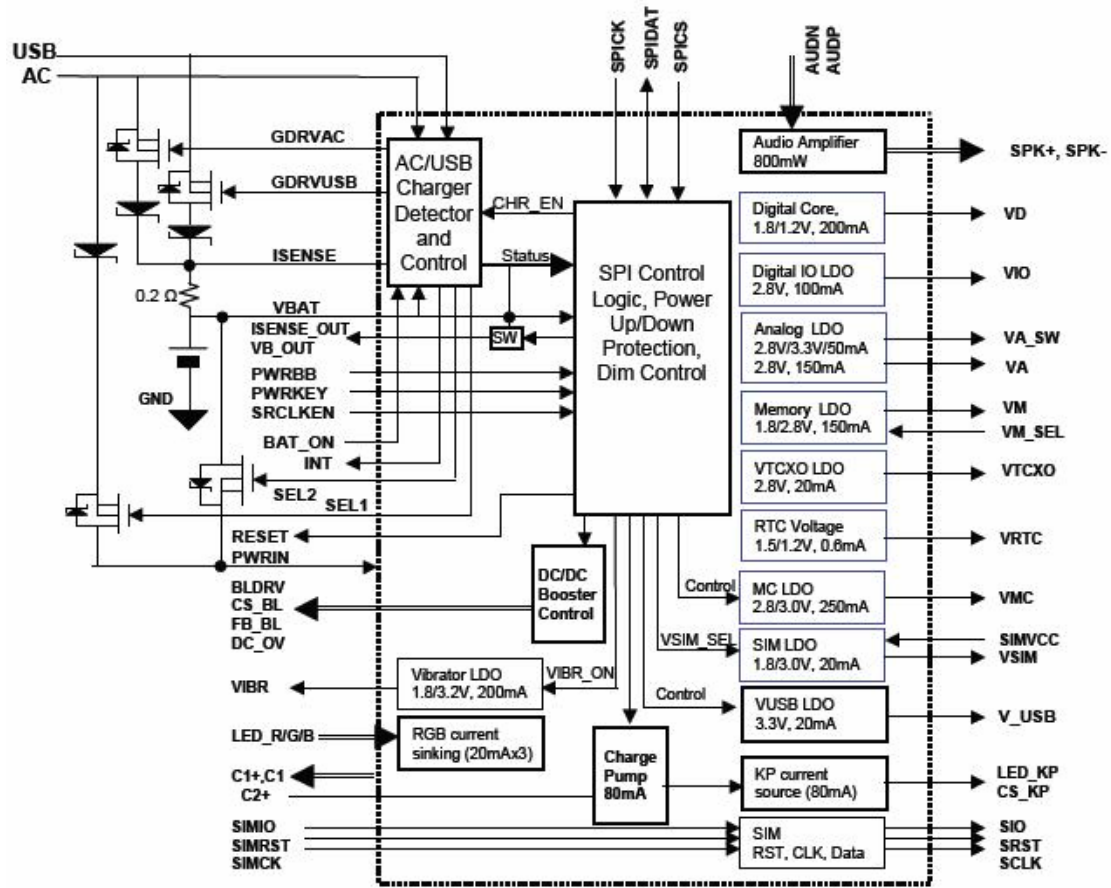 USB
AC
SPICK
SPIDAT
SPICS
AUDN
AUDP
GDRVAC
GDRVUSB
ISENSE
0.2 Ω
VBAT
ISENSE_OUT
VB_OUT
PWRBB
PWRKEY
SRCLKEN
GND
BAT_ON
INT
SEL2
SEL1
RESET
PWRIN
BLDRV
CS_BL
FB_BL
DC_OV
VIBR
LED_R/G/B
C1+,C1
C2+
SIMIO
SIMRST
SIMCK
AC/USB
Charger
Detector
and
Control
CHR_EN
Status
SW
SPI Control
Logic, Power
Up/Down
Protection,
Dim Control
DC/DC
Booster
Control
Vibrator LDO
1.8/3.2V, 200mA
VIBR_ON
RGB current
sinking (20mAx3)
Charge
Pump
80mA
Control
VSIM_SEL
Control
Audio Amplifier
800mW
Digital Core,
1.8/1.2V, 200mA
Digital IO LDO
2.8V, 100mA
Analog LDO
2.8V/3.3V/50mA
2.8V, 150mA
Memory LDO
1.8/2.8V, 150mA
VTCXO LDO
2.8V, 20mA
RTC Voltage
1.5/1.2V, 0.6mA
MC LDO
2.8/3.0V, 250mA
SIM LDO
1.8/3.0V, 20mA
VUSB LDO
3.3V, 20mA
KP current
source (80mA)
SIM
RST, CLK, Data
SPK+, SPK-
VD
VIO
VA_SW
VA
VM
VM_SEL
VTCXO
VRTC
VMC
SIMVCC
VSIM
V_USB
LED_KP
CS_KP
SIO
SRST
SCLK